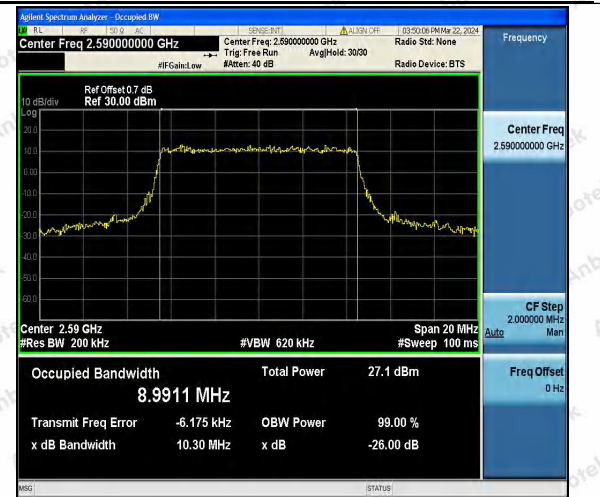 Agilent Spectrum Analyzer - Occupied BW
RL RF 50 Ω AC SENSE:INT ALIGN OFF 03:50:06 PM Mar 22, 2024
Center Freq 2.590000000 GHz
Center Freq: 2.590000000 GHz
Radio Std: None
Trig: Free Run Avg|Hold: 30/30
#IFGain:Low #Atten: 40 dB Radio Device: BTS
Frequency
Ref Offset 0.7 dB
10 dB/div Ref 30.00 dBm
Log
20.0
10.0
0.00
-10.0
-20.0
-30.0
-40.0
-50.0
-60.0
Center 2.59 GHz Span 20 MHz
#Res BW 200 kHz #VBW 620 kHz #Sweep 100 ms
Center Freq
2.590000000 GHz
CF Step
2.000000 MHz
Auto Man
Freq Offset
0 Hz
Occupied Bandwidth Total Power 27.1 dBm
8.9911 MHz
Transmit Freq Error -6.175 kHz OBW Power 99.00 %
x dB Bandwidth 10.30 MHz x dB -26.00 dB
MSG STATUS